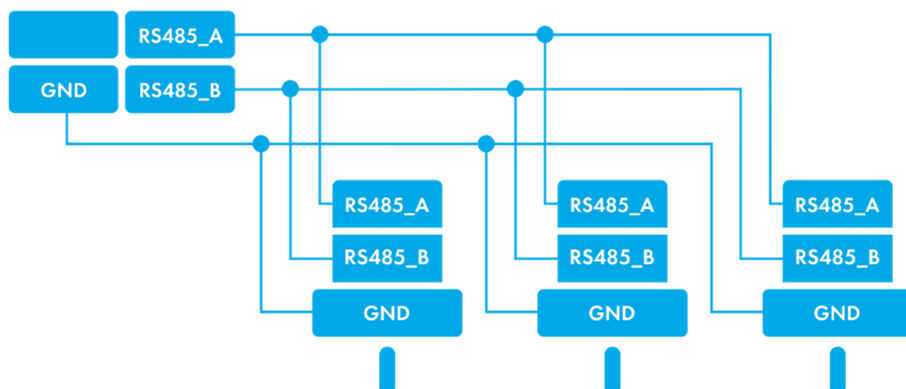 RS485_A
GND RS485_B
RS485_A RS485_A RS485_A
RS485_B RS485_B RS485_B
GND GND GND